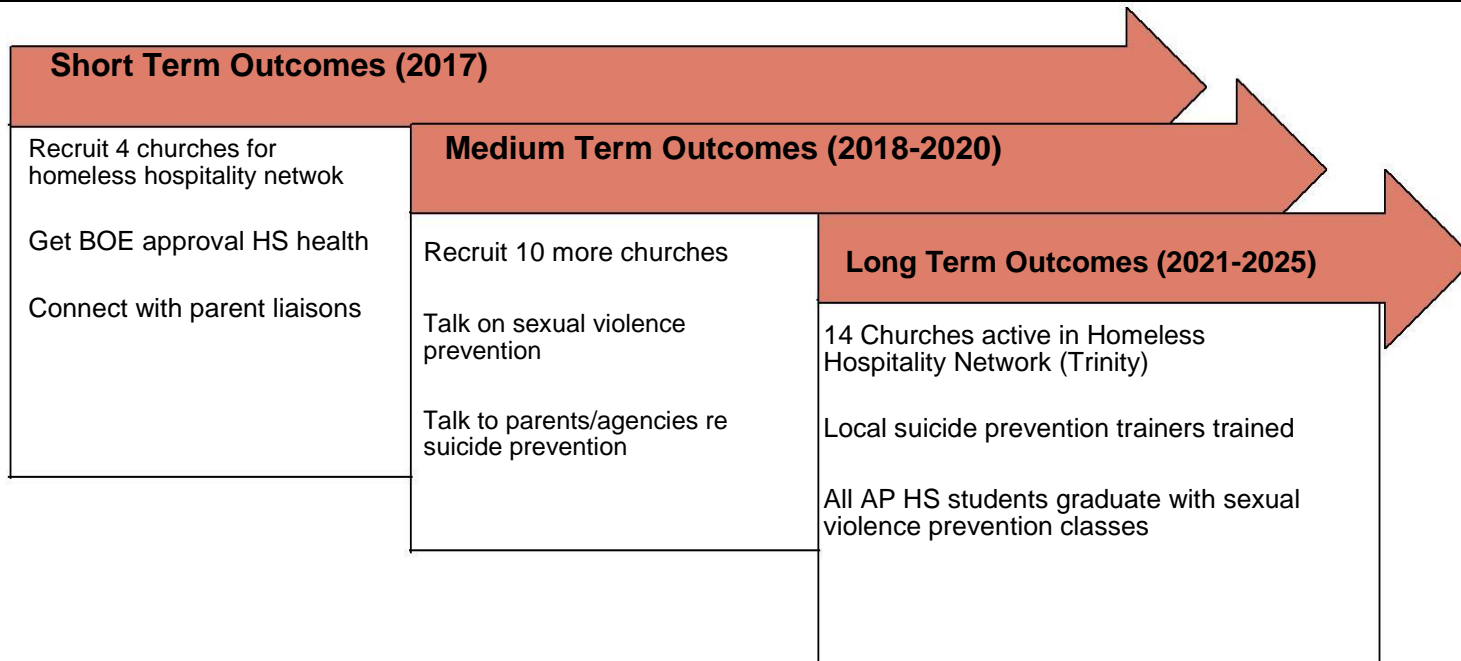 Short Term Outcomes (2017)
Recruit 4 churches for
homeless hospitality netwok
Get BOE approval HS health
Connect with parent liaisons
Medium Term Outcomes (2018-2020)
Recruit 10 more churches
Talk on sexual violence
prevention
Talk to parents/agencies re
suicide prevention
Long Term Outcomes (2021-2025)
14 Churches active in Homeless
Hospitality Network (Trinity)
Local suicide prevention trainers trained
All AP HS students graduate with sexual
violence prevention classes